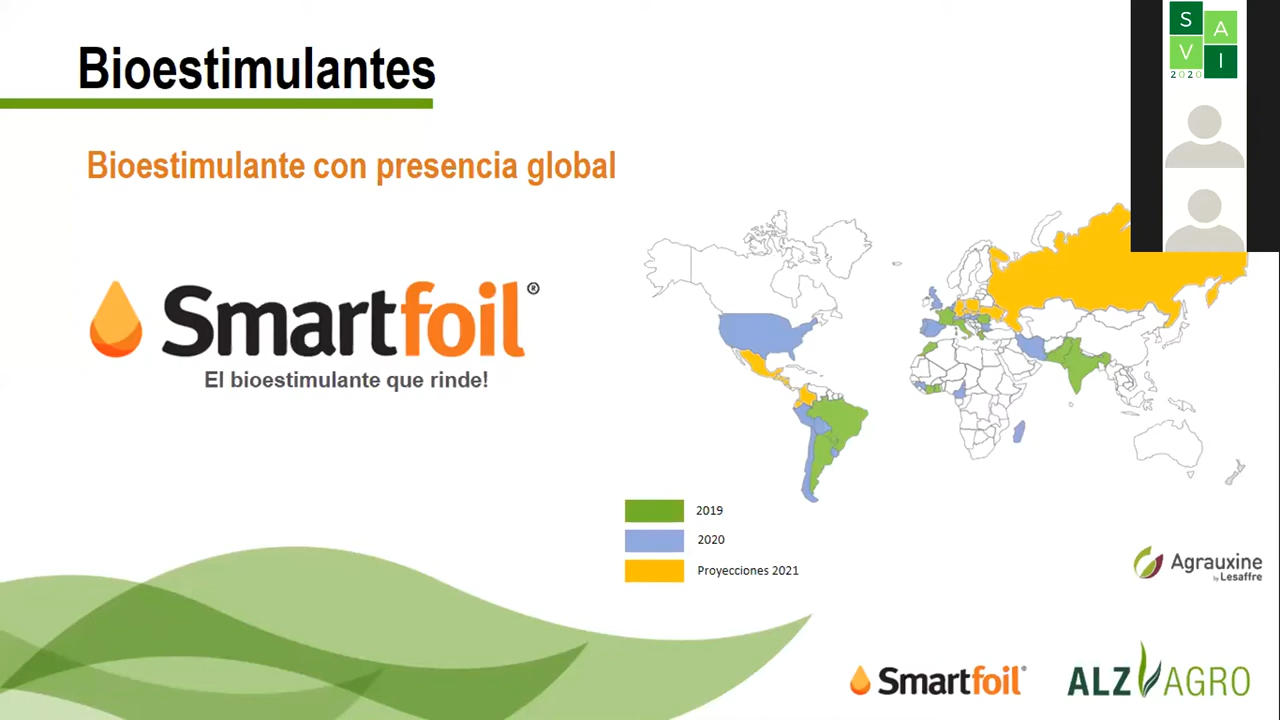 Bioestimulantes
Bioestimulante con presencia global
Smartfoil®
El bioestimulante que rinde!
2019
2020
Proyecciones 2021
S
A
V
I
2020
Agrauxine
by Lesaffre
Smartfoil®
ALZ AGRO